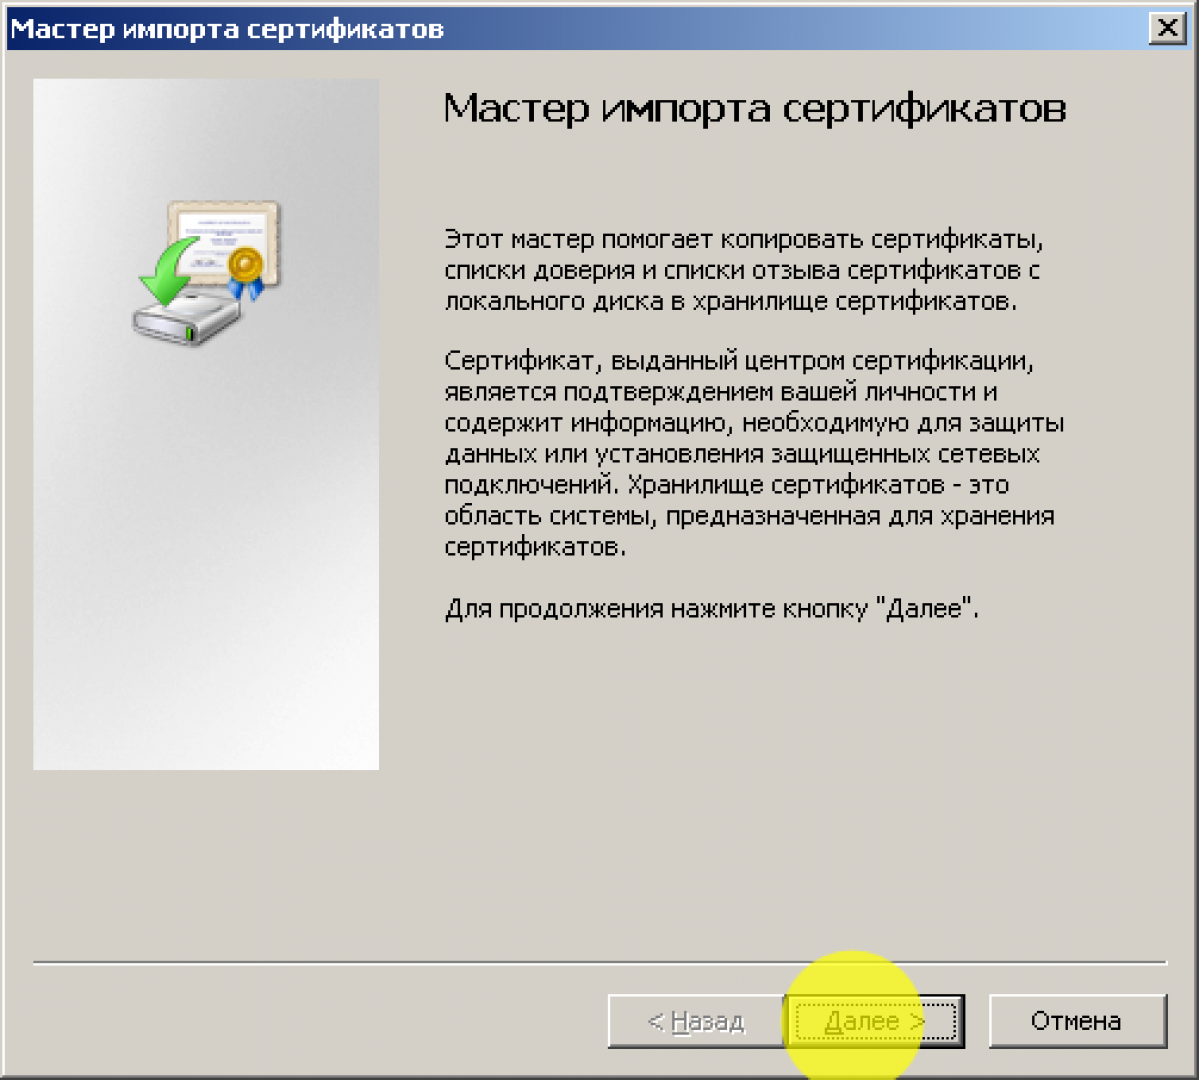 Мастер импорта сертификатов
Мастер импорта сертификатов
Этот мастер помогает копировать сертификаты,
списки доверия и списки отзыва сертификатов с
локального диска в хранилище сертификатов.
Сертификат, выданный центром сертификации,
является подтверждением вашей личности и
содержит информацию, необходимую для защиты
данных или установления защищенных сетевых
подключений. Хранилище сертификатов - это
область системы, предназначенная для хранения
сертификатов.
Для продолжения нажмите кнопку "Далее".
< Назад
Далее >
Отмена